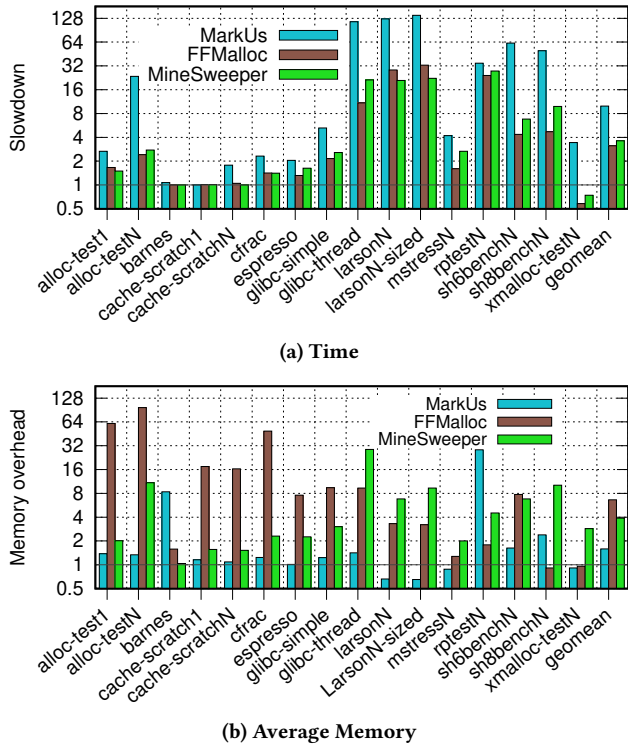 128
64
32
16
8
4
2
1
0.5
Slowdown
MarkUs
FFMalloc
MineSweeper
alloc-test1
alloc-testN
barnes
cache-scratch1
cache-scratchN
cfrac
espresso
glibc-simple
glibc-thread
larsonN
larsonN-sized
mstressN
rptestN
sh6benchN
sh8benchN
xmalloc-testN
geomean
(a) Time
128
64
32
16
8
4
2
1
0.5
Memory overhead
MarkUs
FFMalloc
MineSweeper
alloc-test1
alloc-testN
barnes
cache-scratch1
cache-scratchN
cfrac
espresso
glibc-simple
glibc-thread
larsonN
LarsonN-sized
mstressN
rptestN
sh6benchN
sh8benchN
xmalloc-testN
geomean
(b) Average Memory